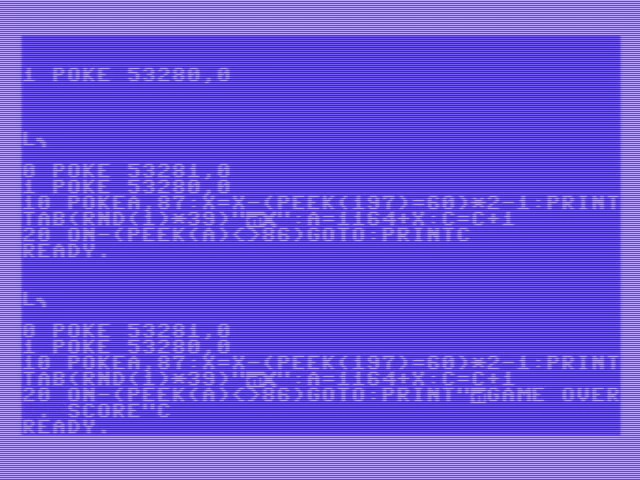 1 POKE 53280,0
L╮
0 POKE 53281,0
1 POKE 53280,0
10 POKEA,87:X=X-(PEEK(197)=60)*2-1:PRINT
TAB(RND(1)*39)"X":A=1164+X:C=C+1
20 ON-(PEEK(A)<>86)GOTO:PRINTC
READY.
L╮
0 POKE 53281,0
1 POKE 53280,0
10 POKEA,87:X=X-(PEEK(197)=60)*2-1:PRINT
TAB(RND(1)*39)"X":A=1164+X:C=C+1
20 ON-(PEEK(A)<>86)GOTO:PRINT"GAME OVER
. SCORE"C
READY.